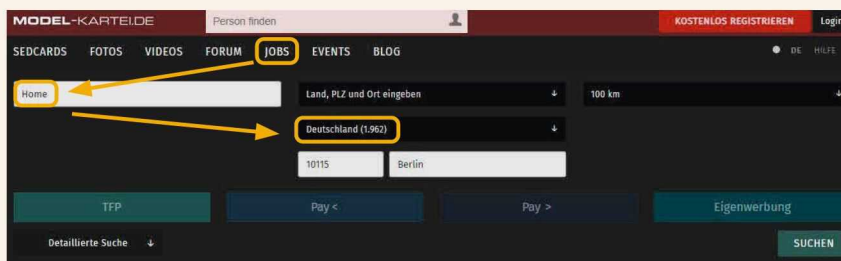 MODEL-KARTEI.DE Person finden KOSTENLOS REGISTRIEREN Login
SEDCARDS FOTOS VIDEOS FORUM JOBS EVENTS BLOG DE HILFE
Home Land, PLZ und Ort eingeben 100 km
Deutschland (1.962)
10115 Berlin
TFP Pay < Pay > Eigenwerbung
Detaillierte Suche SUCHEN